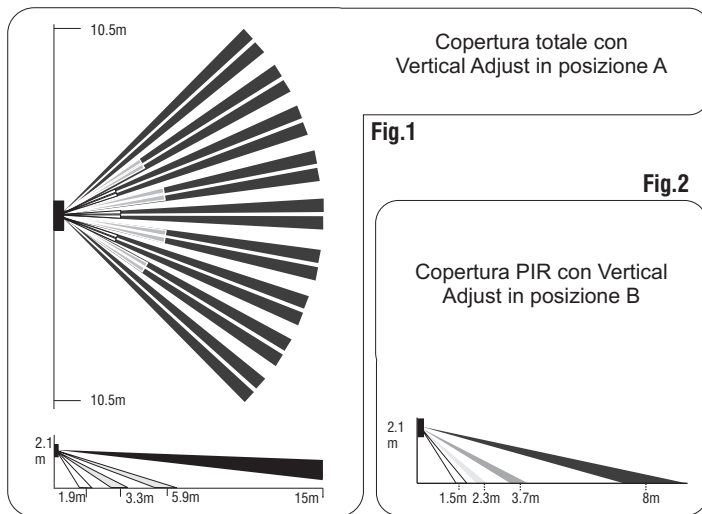 10.5m
Copertura totale con
Vertical Adjust in posizione A
Fig.1
Fig.2
Copertura PIR con Vertical
Adjust in posizione B
10.5m
2.1
m
1.9m
3.3m
5.9m
15m
2.1
m
1.5m
2.3m
3.7m
8m